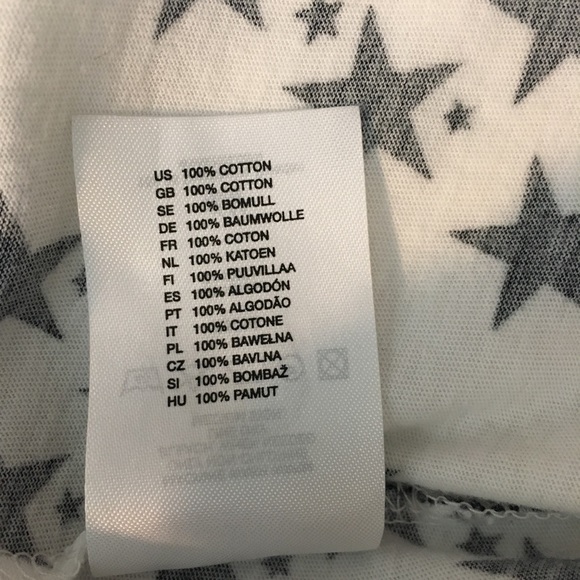 US 100% COTTON
GB 100% COTTON
SE 100% BOMULL
DE 100% BAUMWOLLE
FR 100% COTON
NL 100% KATOEN
FI 100% PUUVILLAA
ES 100% ALGODÓN
PT 100% ALGODÃO
IT 100% COTONE
PL 100% BAWEŁNA
CZ 100% BAVLNA
SI 100% BOMBAŽ
HU 100% PAMUT